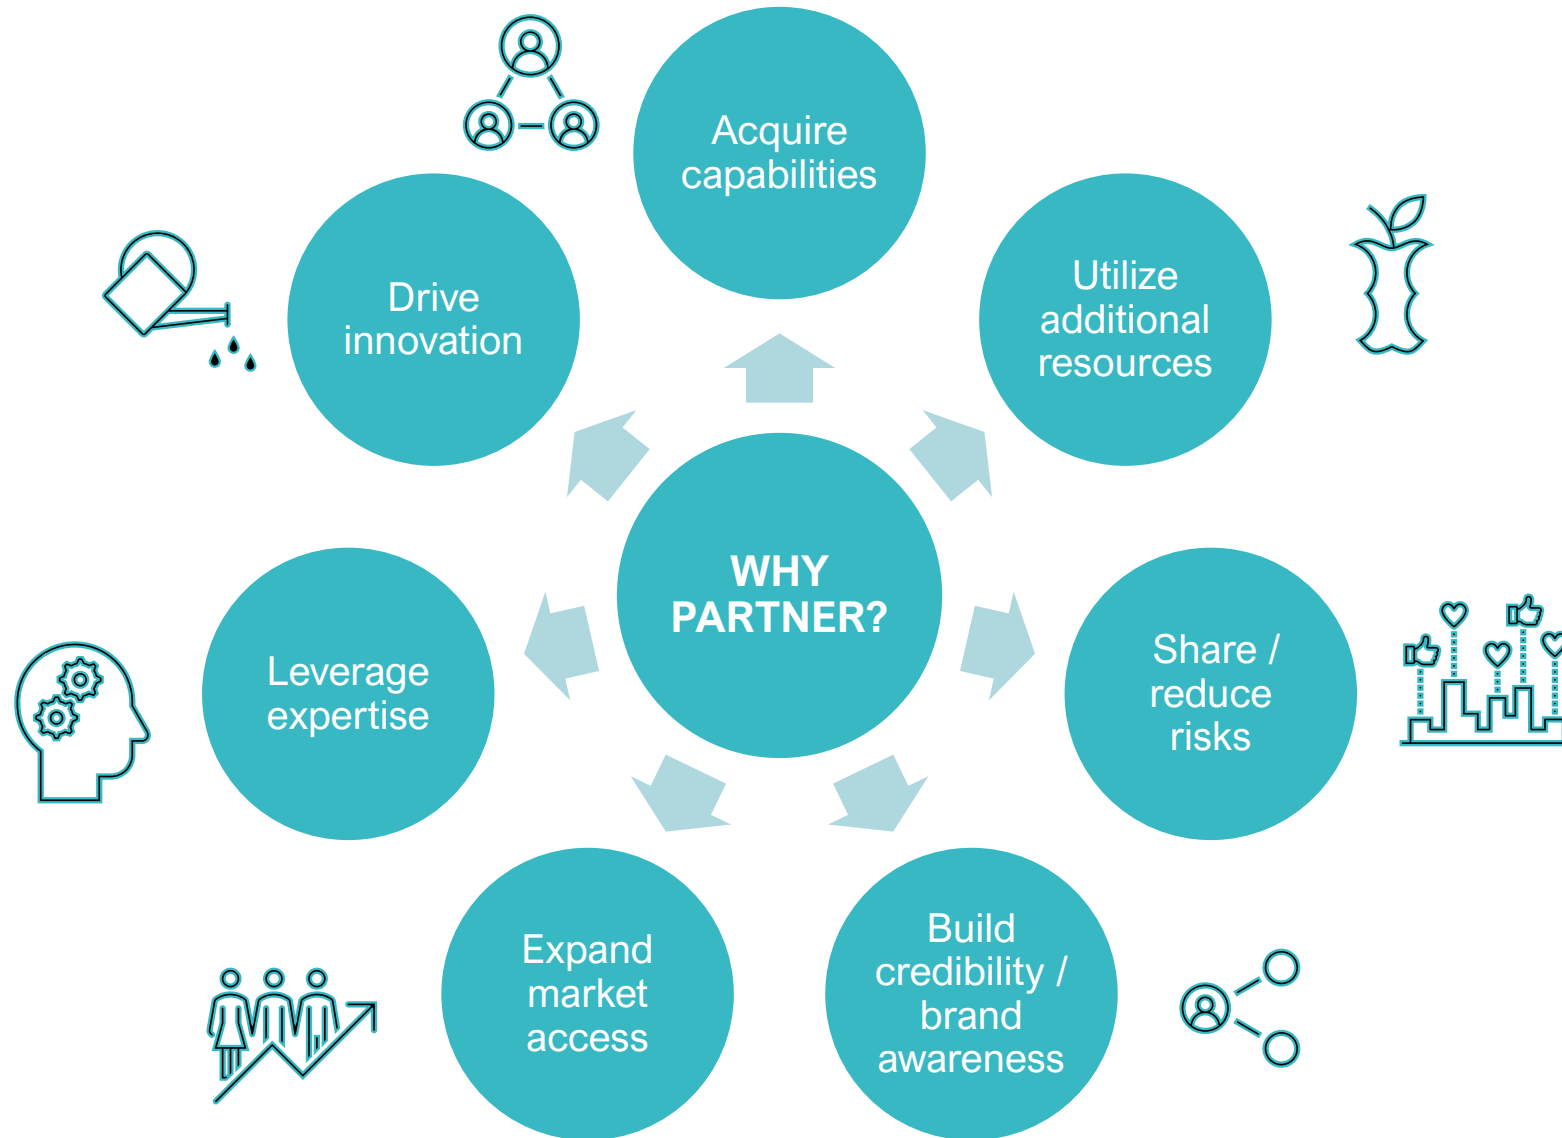 Acquire
capabilities
Utilize
additional
resources
Share /
reduce
risks
Build
credibility /
brand
awareness
Expand
market
access
Leverage
expertise
Drive
innovation
WHY
PARTNER?